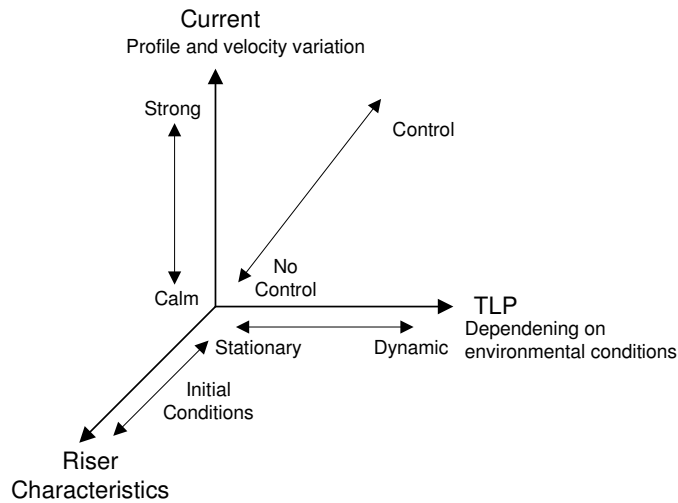 Current
Profile and velocity variation
Strong
Control
No
Control
Calm
TLP
Dependening on
environmental conditions
Stationary
Dynamic
Initial
Conditions
Riser
Characteristics